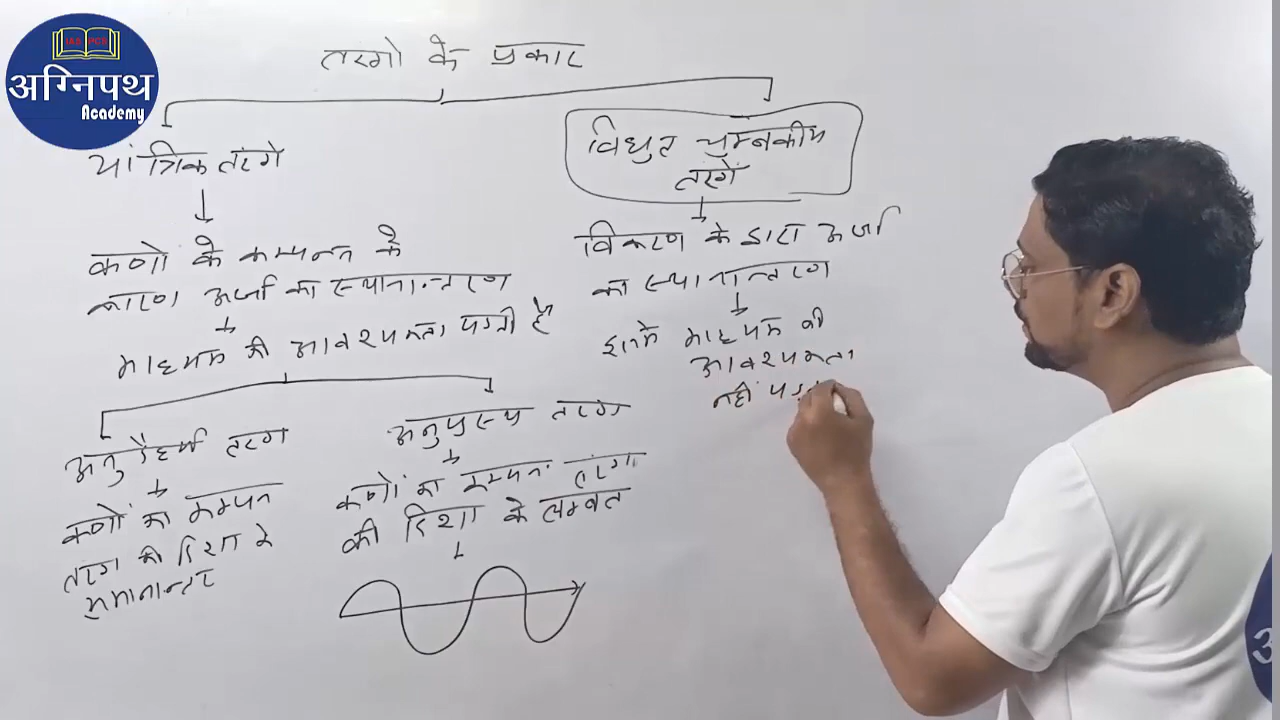 IAS PCS
अग्निपथ
Academy
तरंगो के प्रकार
यांत्रिक तरंगे
कणो के कम्पन्न के
कारण ऊर्जा का स्थानान्तरण
माध्यम की आवश्यकता पड़ती है
अनुदैर्ध्य तरंग
कणों का कम्पन
तरंग की दिशा के
समानान्तर
अनुप्रस्थ तरंग
कणों का कम्पन तरंग
की दिशा के लम्बवत
विधुत चुम्बकीय
तरंगें
विकिरण के द्वारा ऊर्जा
का स्थानान्तरण
इनमे माध्यम की
आवश्यकता
नहीं